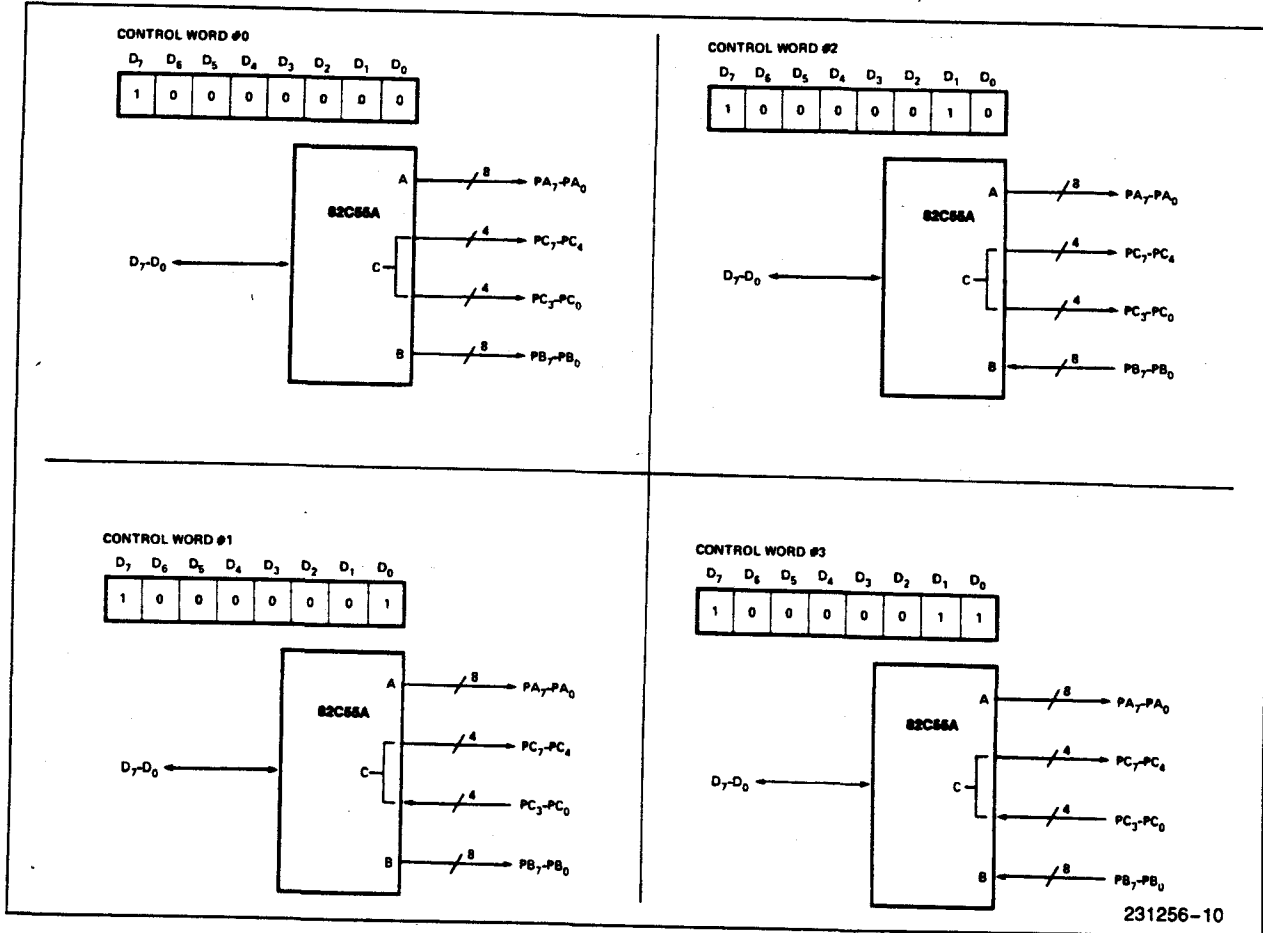 CONTROL WORD #0
D7 D6 D5 D4 D3 D2 D1 D0
1 0 0 0 0 0 0 0
A 8 PA7-PA0
82C55A
4 PC7-PC4
D7-D0 C
4 PC3-PC0
B 8 PB7-PB0
CONTROL WORD #2
D7 D6 D5 D4 D3 D2 D1 D0
1 0 0 0 0 0 1 0
A 8 PA7-PA0
82C55A
4 PC7-PC4
D7-D0 C
4 PC3-PC0
B 8 PB7-PB0
CONTROL WORD #1
D7 D6 D5 D4 D3 D2 D1 D0
1 0 0 0 0 0 0 1
A 8 PA7-PA0
82C55A
4 PC7-PC4
D7-D0 C
4 PC3-PC0
B 8 PB7-PB0
CONTROL WORD #3
D7 D6 D5 D4 D3 D2 D1 D0
1 0 0 0 0 0 1 1
A 8 PA7-PA0
82C55A
4 PC7-PC4
D7-D0 C
4 PC3-PC0
B 8 PB7-PB0
231256-10